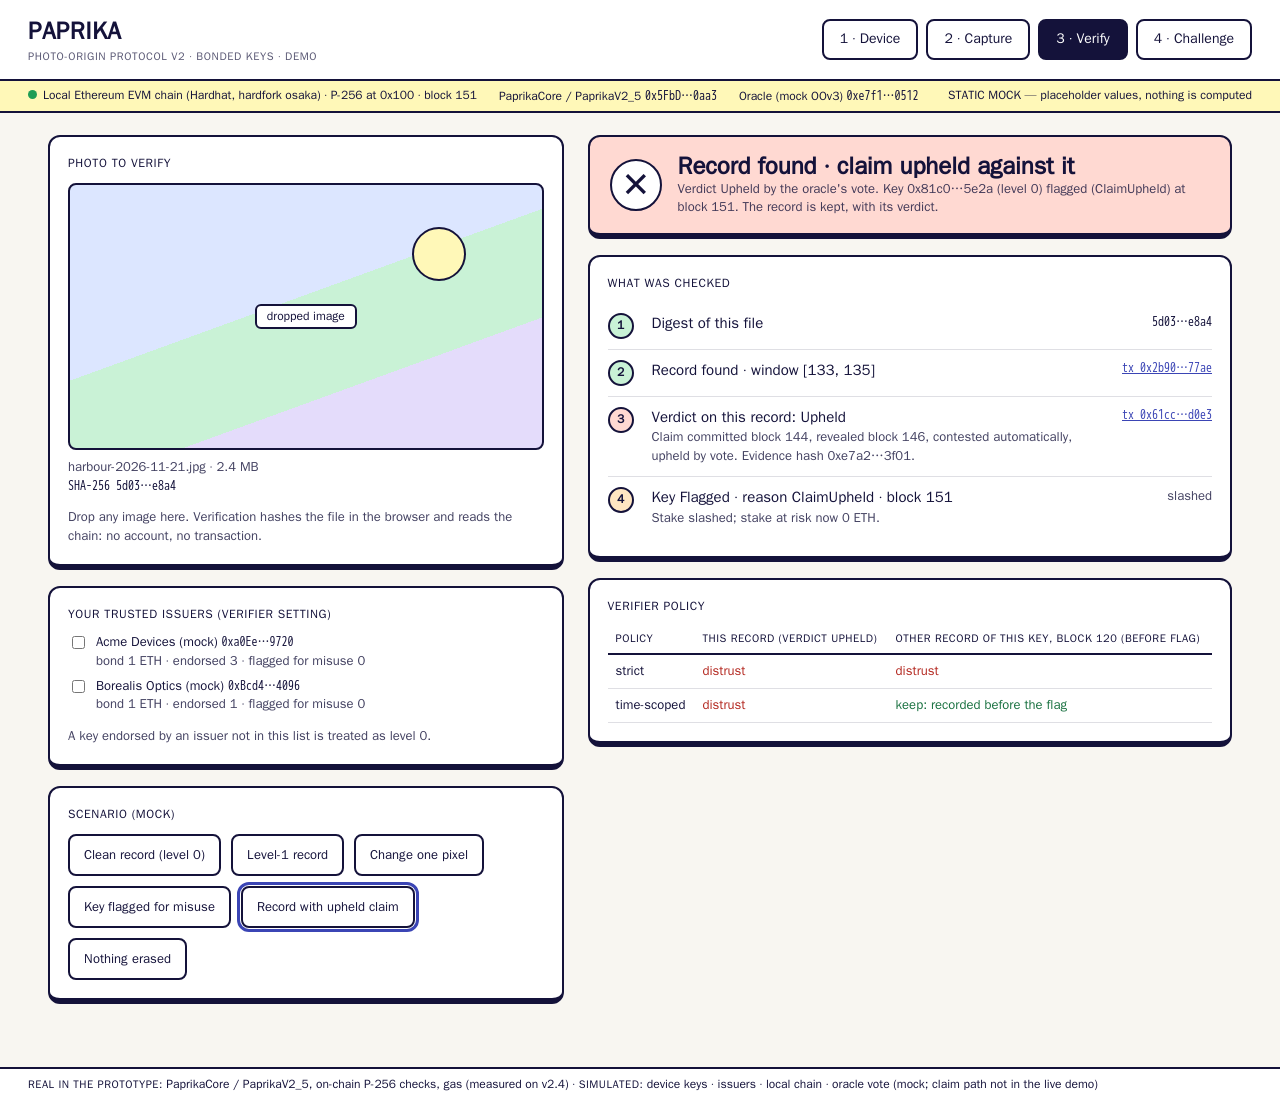 PAPRIKA
PHOTO-ORIGIN PROTOCOL V2 · BONDED KEYS · DEMO
1 · Device
2 · Capture
3 · Verify
4 · Challenge
Local Ethereum EVM chain (Hardhat, hardfork osaka) · P-256 at 0x100 · block 151
PaprikaCore / PaprikaV2_5 0x5FbD···0aa3
Oracle (mock OOv3) 0xe7f1···0512
STATIC MOCK — placeholder values, nothing is computed
PHOTO TO VERIFY
dropped image
harbour-2026-11-21.jpg · 2.4 MB
SHA-256 5d03···e8a4
Drop any image here. Verification hashes the file in the browser and reads the
chain: no account, no transaction.
YOUR TRUSTED ISSUERS (VERIFIER SETTING)
Acme Devices (mock) 0xa0Ee···9720
bond 1 ETH · endorsed 3 · flagged for misuse 0
Borealis Optics (mock) 0xBcd4···4096
bond 1 ETH · endorsed 1 · flagged for misuse 0
A key endorsed by an issuer not in this list is treated as level 0.
SCENARIO (MOCK)
Clean record (level 0)
Level-1 record
Change one pixel
Key flagged for misuse
Record with upheld claim
Nothing erased
Record found · claim upheld against it
Verdict Upheld by the oracle's vote. Key 0x81c0···5e2a (level 0) flagged (ClaimUpheld) at
block 151. The record is kept, with its verdict.
WHAT WAS CHECKED
1 Digest of this file 5d03···e8a4
2 Record found · window [133, 135] tx 0x2b90···77ae
3 Verdict on this record: Upheld tx 0x61cc···d0e3
Claim committed block 144, revealed block 146, contested automatically,
upheld by vote. Evidence hash 0xe7a2···3f01.
4 Key Flagged · reason ClaimUpheld · block 151 slashed
Stake slashed; stake at risk now 0 ETH.
VERIFIER POLICY
POLICY THIS RECORD (VERDICT UPHELD) OTHER RECORD OF THIS KEY, BLOCK 120 (BEFORE FLAG)
strict distrust distrust
time-scoped distrust keep: recorded before the flag
REAL IN THE PROTOTYPE: PaprikaCore / PaprikaV2_5, on-chain P-256 checks, gas (measured on v2.4) · SIMULATED: device keys · issuers · local chain · oracle vote (mock; claim path not in the live demo)